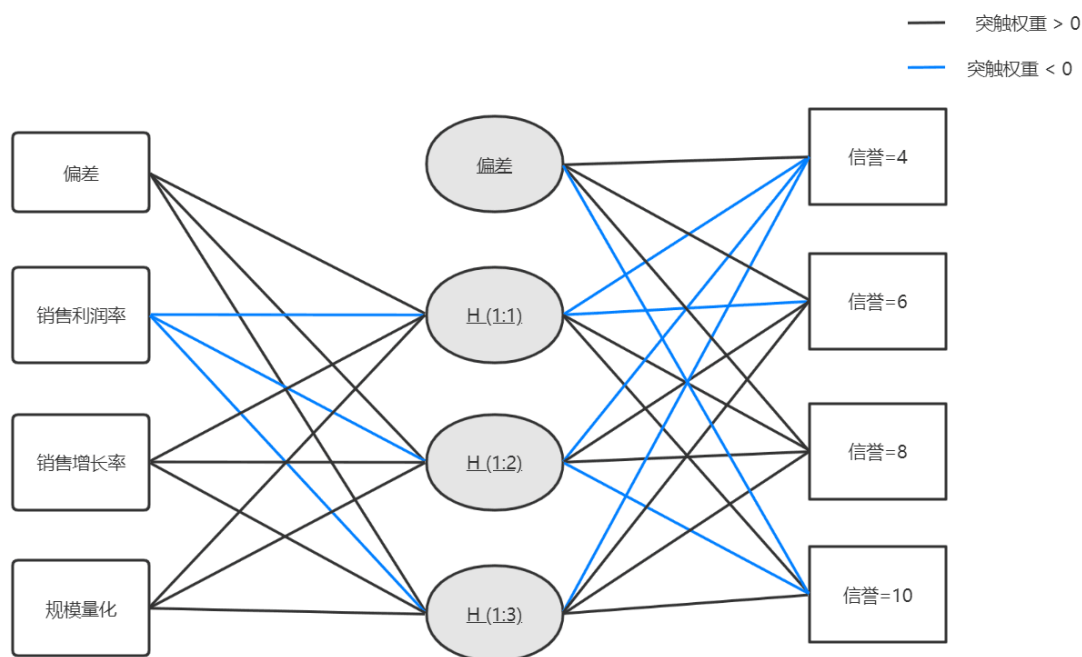 突触权重 > 0
突触权重 < 0
偏差
偏差
信誉=4
销售利润率
H (1:1)
信誉=6
销售增长率
H (1:2)
信誉=8
规模量化
H (1:3)
信誉=10